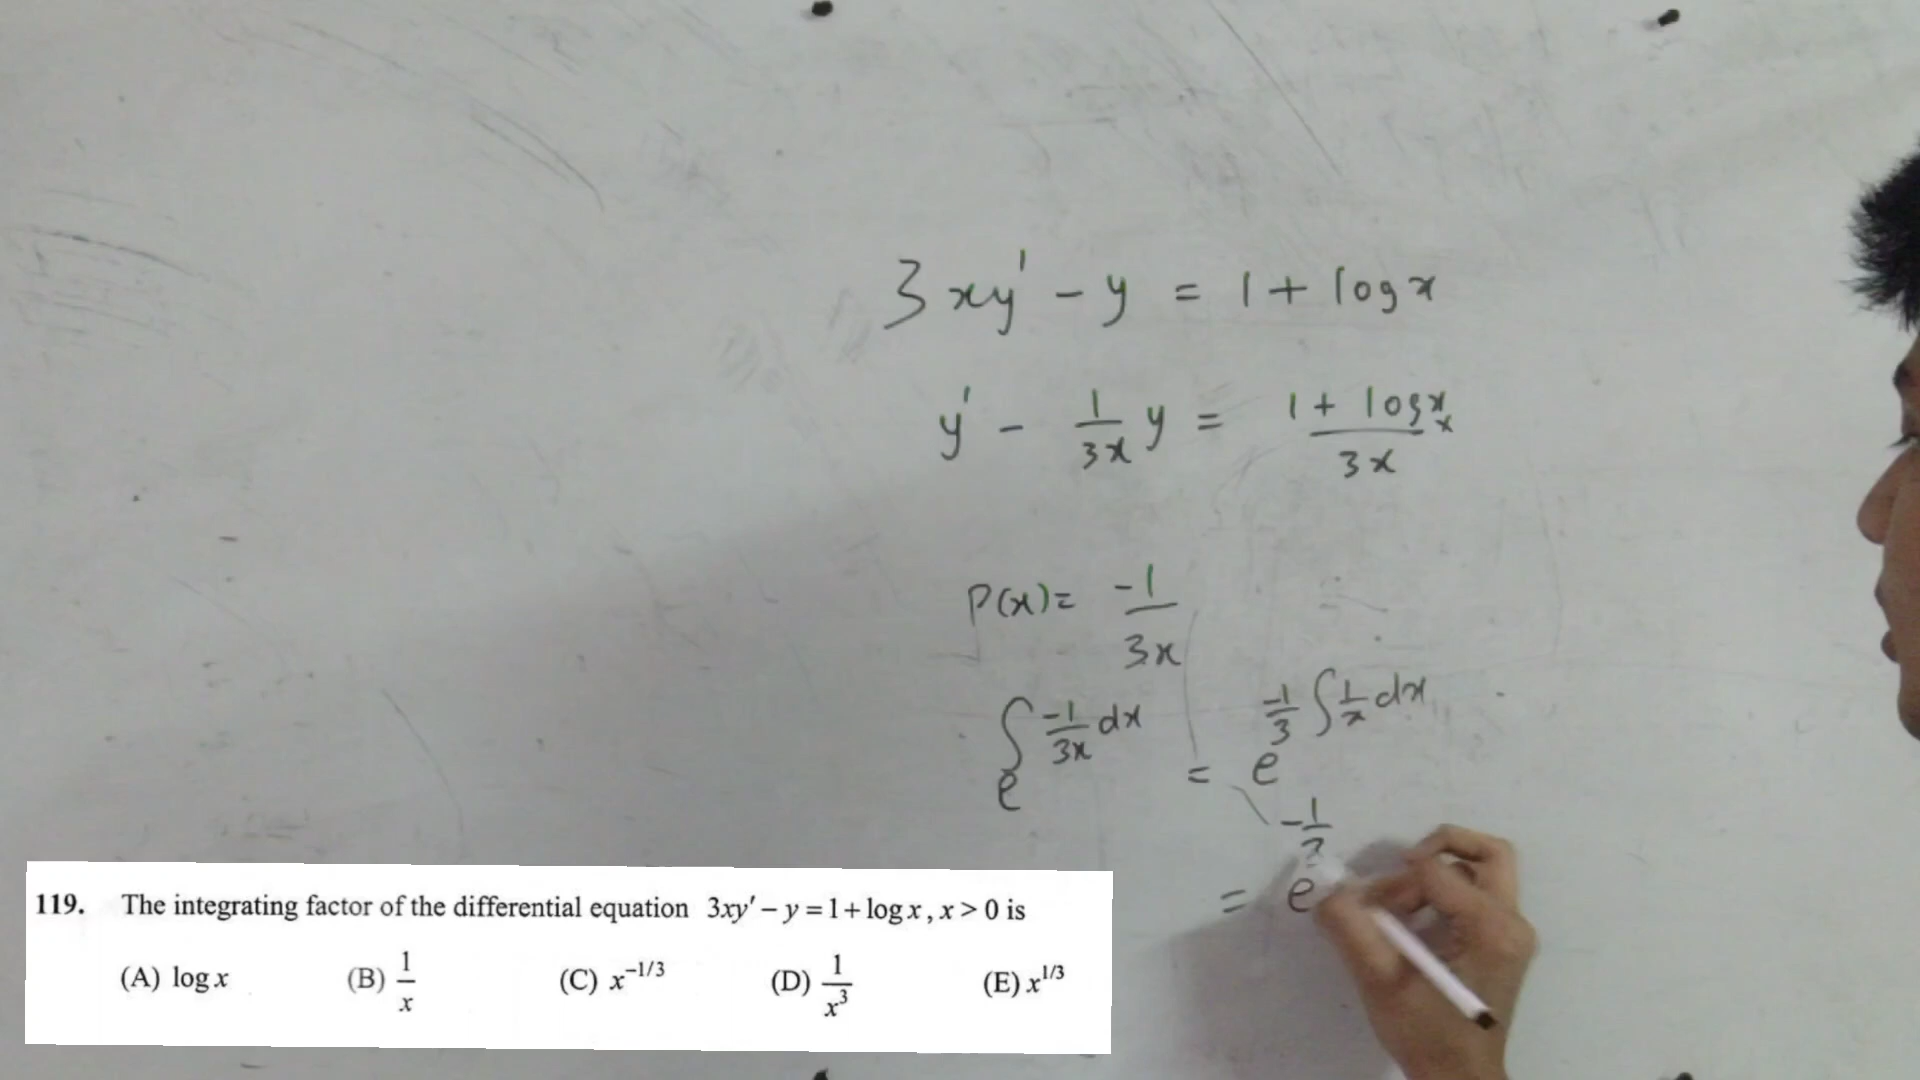 3xy' - y = 1 + log x
y' - 1/3x y = 1 + log x x / 3x
P(x) = -1/3x
e^∫ -1/3x dx = e^-1/3 ∫ 1/x dx
= e^-1/3
119. The integrating factor of the differential equation 3xy' – y = 1 + log x , x > 0 is
(A) log x (B) 1/x (C) x^–1/3 (D) 1/x^3 (E) x^1/3